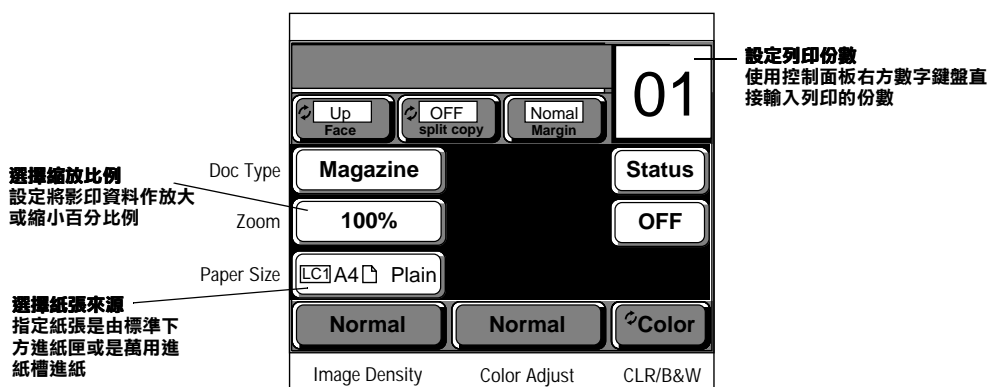 設定列印份數
使用控制面板右方數字鍵盤直
接輸入列印的份數
01
Up
Face
OFF
split copy
Nomal
Margin
選擇縮放比例
設定將影印資料作放大
或縮小百分比例
Doc Type
Magazine
Status
Zoom
100%
OFF
Paper Size
LC1 A4 Plain
選擇紙張來源
指定紙張是由標準下
方進紙匣或是萬用進
紙槽進紙
Normal
Normal
Color
Image Density
Color Adjust
CLR/B&W